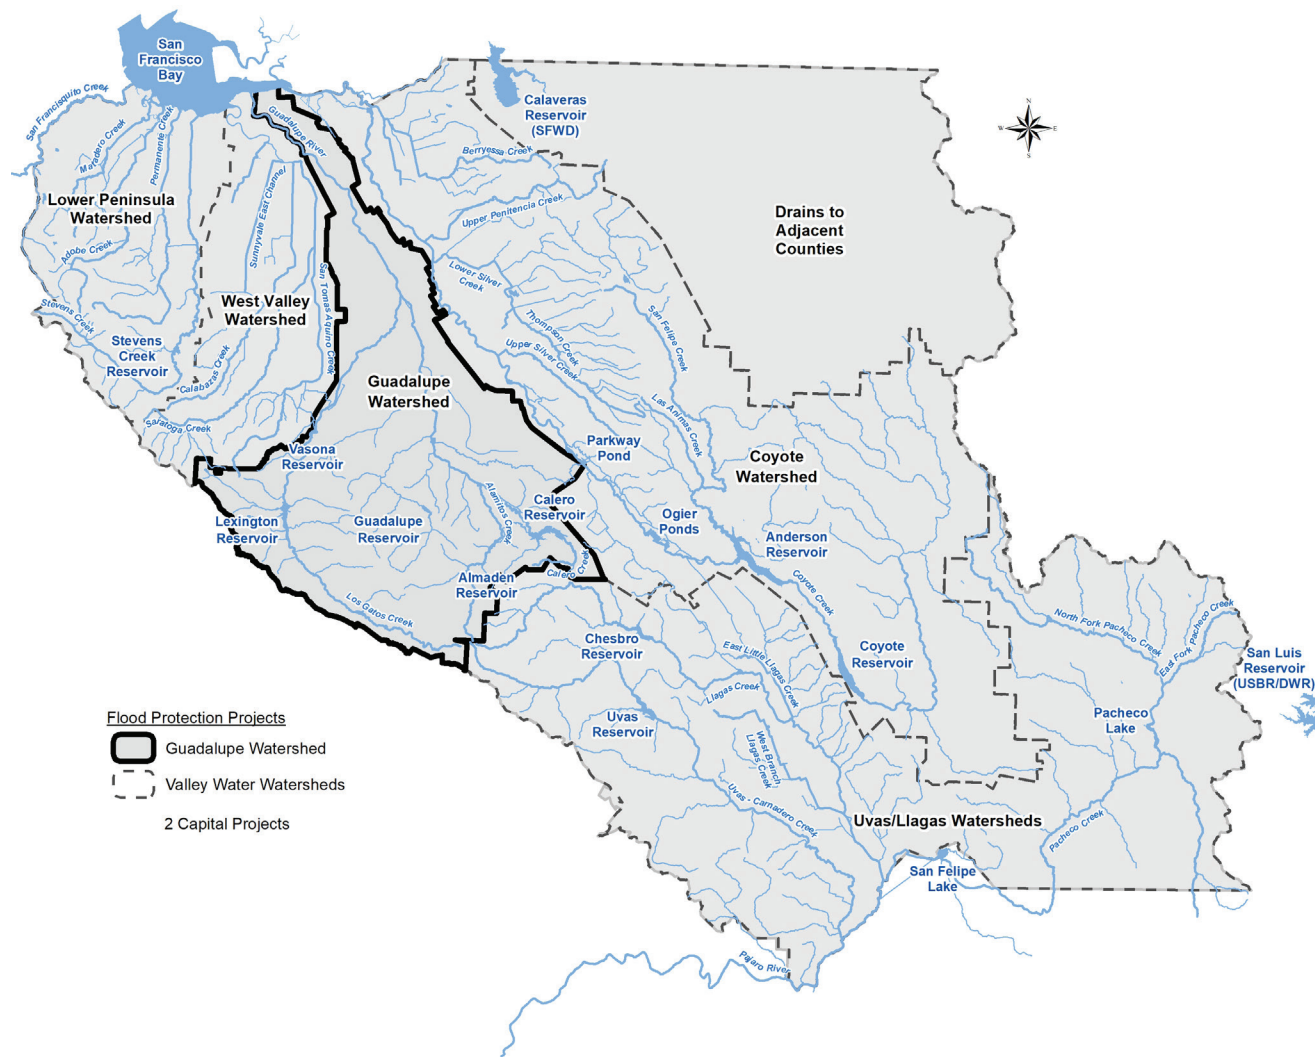 San
Francisco
Bay
San Francisquito Creek
Matadero Creek
Permanente Creek
Guadalupe River
Calaveras
Reservoir
(SFWD)
N
W
E
S
Berryessa Creek
Lower Peninsula
Watershed
Sunnyvale East Channel
Upper Penitencia Creek
Drains to
Adjacent
Counties
Adobe Creek
San Tomas Aquino Creek
Lower Silver
Creek
West Valley
Watershed
Stevens Creek
Thompson Creek
San Felipe Creek
Stevens
Creek
Reservoir
Upper Silver Creek
Calabazas Creek
Guadalupe
Watershed
Las Animas Creek
Saratoga Creek
Vasona
Reservoir
Parkway
Pond
Coyote
Watershed
Alamitos Creek
Calero
Reservoir
Lexington
Reservoir
Guadalupe
Reservoir
Ogier
Ponds
Anderson
Reservoir
Almaden
Reservoir
Calero Creek
Coyote Creek
Los Gatos Creek
North Fork Pacheco Creek
East Fork Pacheco Creek
Chesbro
Reservoir
East Little Llagas Creek
Coyote
Reservoir
San Luis
Reservoir
(USBR/DWR)
Llagas Creek
Uvas
Reservoir
West Branch
Llagas Creek
Pacheco
Lake
Flood Protection Projects
Guadalupe Watershed
Valley Water Watersheds
2 Capital Projects
Uvas - Carnadero Creek
Uvas/Llagas Watersheds
Pacheco Creek
San Felipe
Lake
Pajaro River